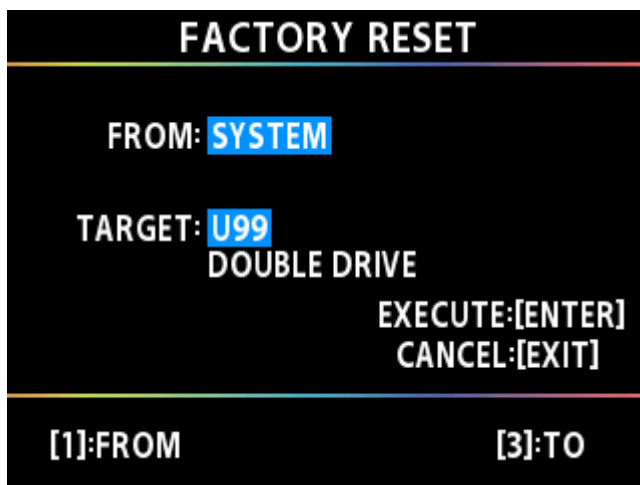 FACTORY RESET
FROM: SYSTEM
TARGET: U99
DOUBLE DRIVE
EXECUTE:[ENTER]
CANCEL:[EXIT]
[1]:FROM [3]:TO